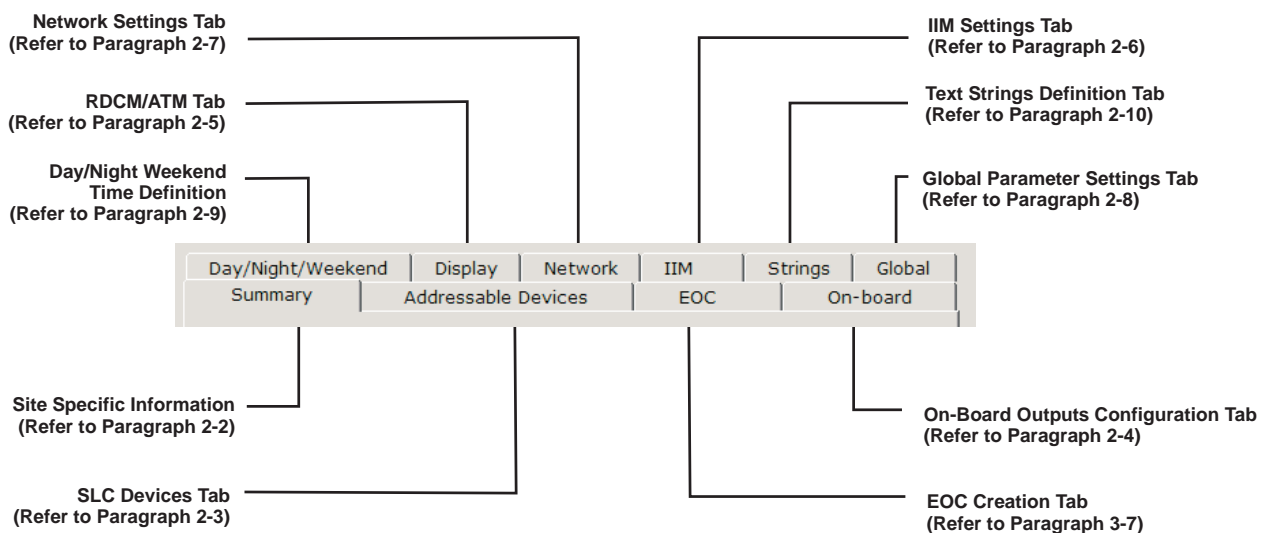 Network Settings Tab
(Refer to Paragraph 2-7)
RDCM/ATM Tab
(Refer to Paragraph 2-5)
Day/Night Weekend
Time Definition
(Refer to Paragraph 2-9)
IIM Settings Tab
(Refer to Paragraph 2-6)
Text Strings Definition Tab
(Refer to Paragraph 2-10)
Global Parameter Settings Tab
(Refer to Paragraph 2-8)
Day/Night/Weekend Display Network IIM Strings Global
Summary Addressable Devices EOC On-board
Site Specific Information
(Refer to Paragraph 2-2)
SLC Devices Tab
(Refer to Paragraph 2-3)
On-Board Outputs Configuration Tab
(Refer to Paragraph 2-4)
EOC Creation Tab
(Refer to Paragraph 3-7)